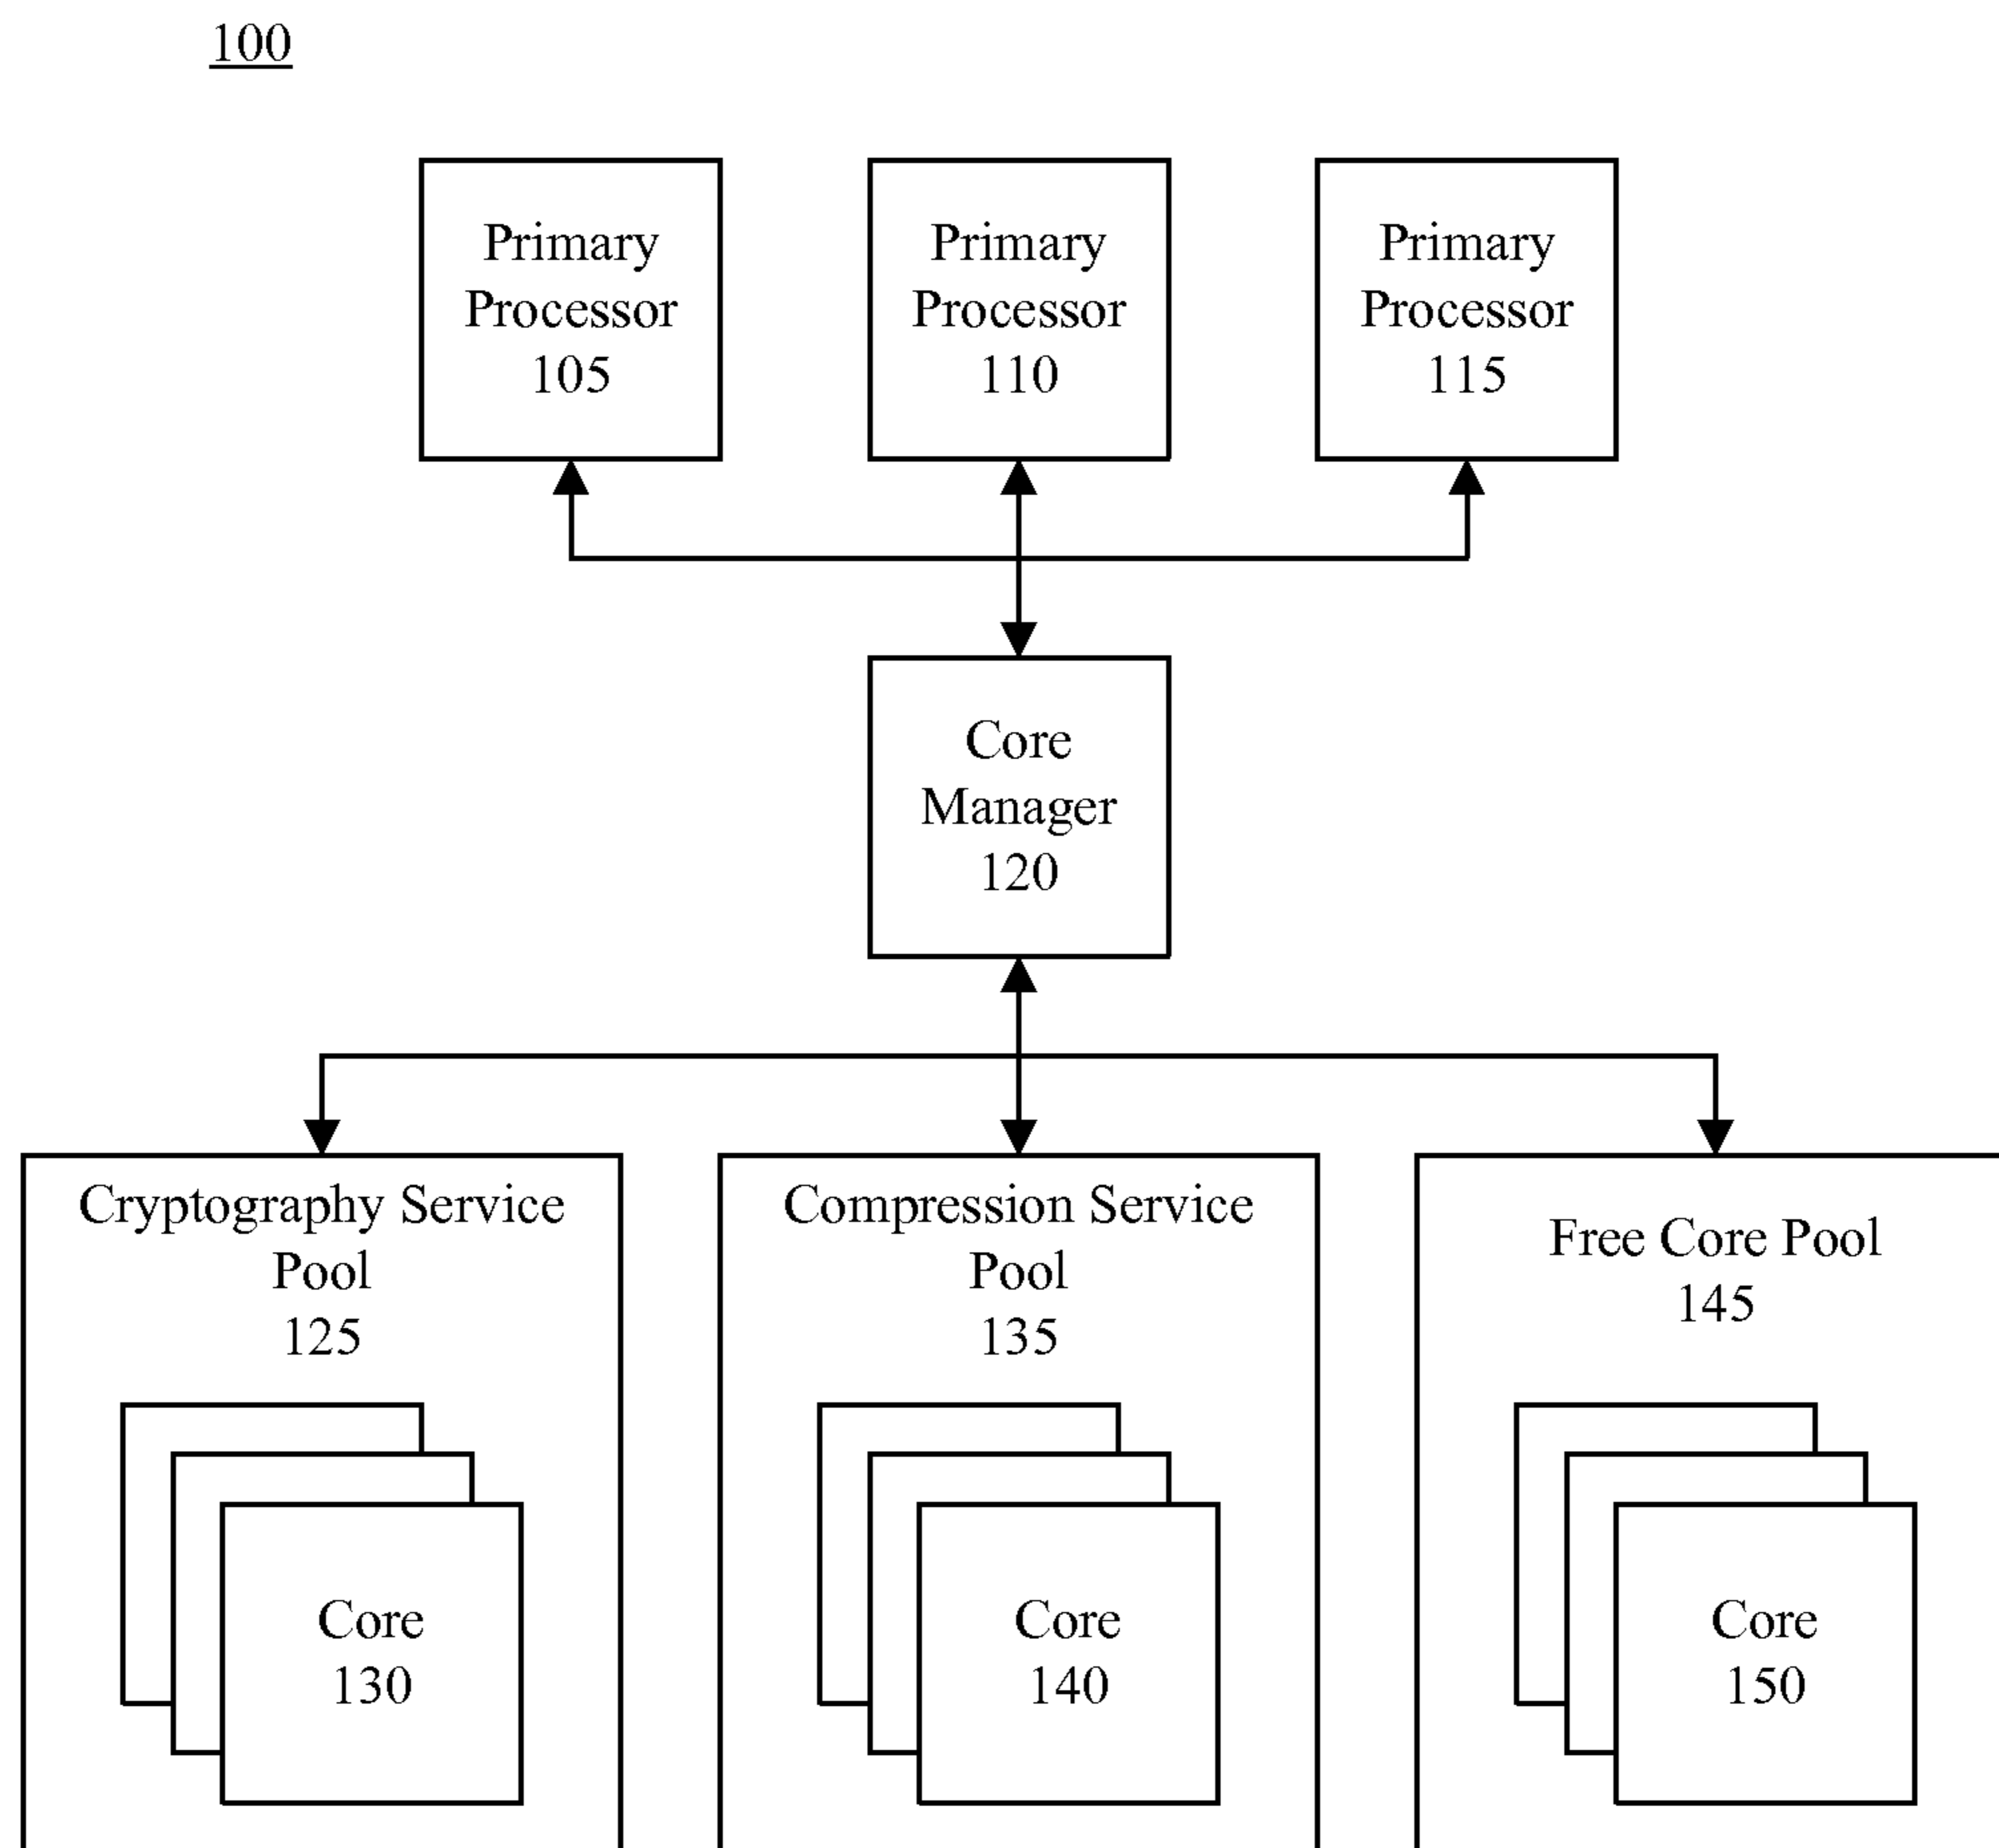 100
Primary
Processor
105
Primary
Processor
110
Primary
Processor
115
Core
Manager
120
Cryptography Service
Pool
125
Core
130
Compression Service
Pool
135
Core
140
Free Core Pool
145
Core
150